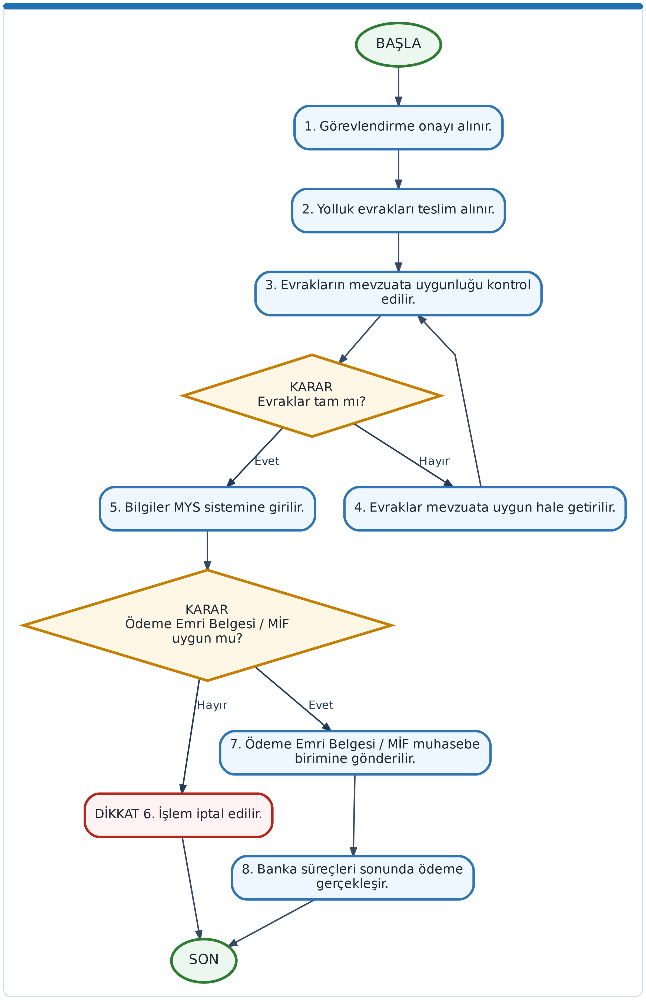 BAŞLA
1. Görevlendirme onayı alınır.
2. Yolluk evrakları teslim alınır.
3. Evrakların mevzuata uygunluğu kontrol
edilir.
KARAR
Evraklar tam mı?
Evet
Hayır
5. Bilgiler MYS sistemine girilir.
4. Evraklar mevzuata uygun hale getirilir.
KARAR
Ödeme Emri Belgesi / MİF
uygun mu?
Hayır
Evet
7. Ödeme Emri Belgesi / MİF muhasebe
birimine gönderilir.
DİKKAT 6. İşlem iptal edilir.
8. Banka süreçleri sonunda ödeme
gerçekleşir.
SON